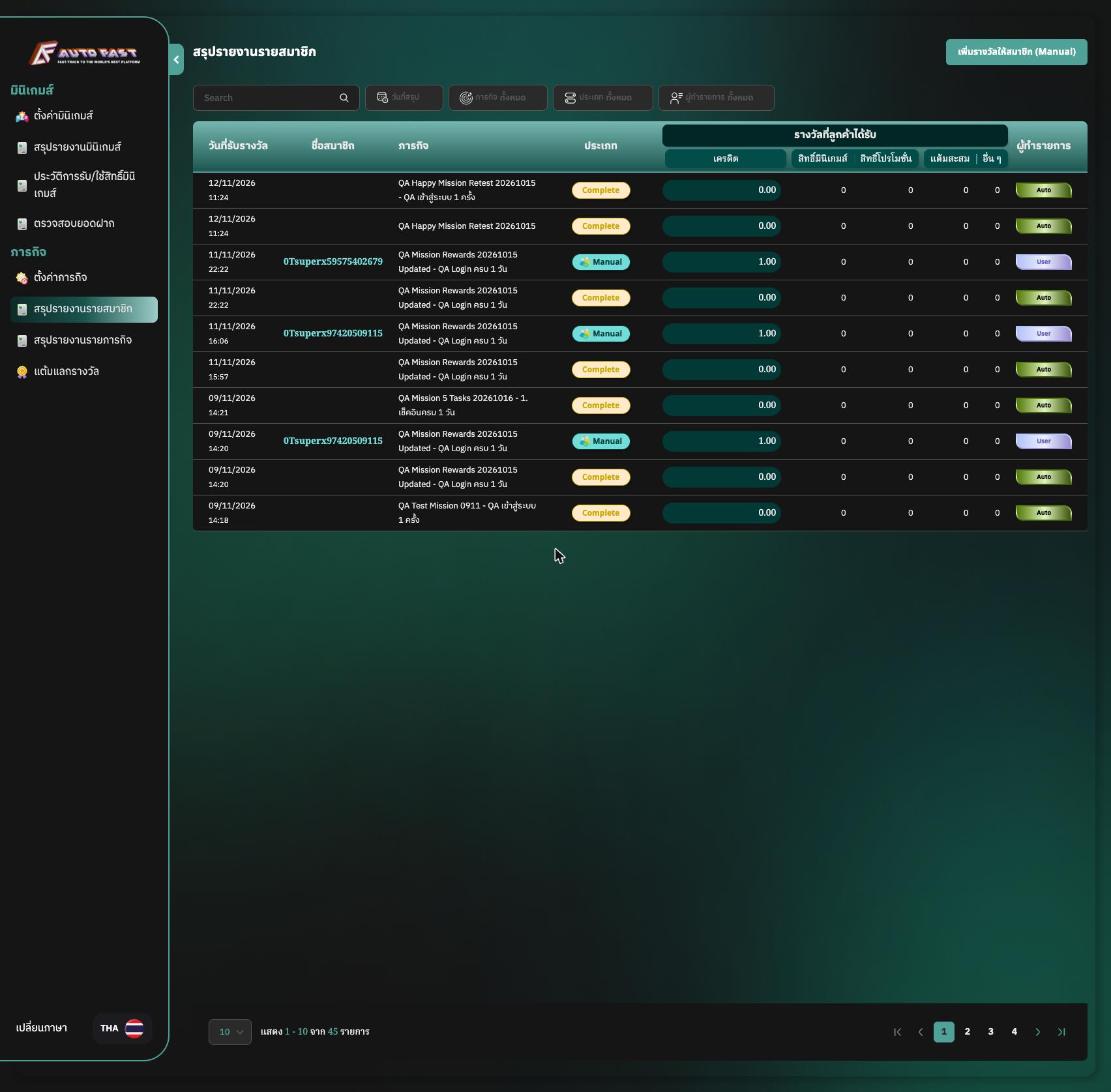 AUTO FAST
FAST TRACK TO THE WORLD'S BEST PLATFORM
มินิเกมส์
ตั้งค่ามินิเกมส์
สรุปรายงานมินิเกมส์
ประวัติการรับ/ใช้สิทธิ์มินิ
เกมส์
ตรวจสอบยอดฝาก
ภารกิจ
ตั้งค่าภารกิจ
สรุปรายงานรายสมาชิก
สรุปรายงานรายภารกิจ
แต้มแลกรางวัล
เปลี่ยนภาษา THA
สรุปรายงานรายสมาชิก
เพิ่มรางวัลให้สมาชิก (Manual)
Search วันที่สรุป ภารกิจ ทั้งหมด ประเภท ทั้งหมด ผู้ทำรายการ ทั้งหมด
วันที่รับรางวัล ชื่อสมาชิก ภารกิจ ประเภท รางวัลที่ลูกค้าได้รับ ผู้ทำรายการ
เครดิต สิทธิ์มินิเกมส์ สิทธิ์โปรโมชั่น แต้มสะสม | อื่น ๆ
12/11/2026 QA Happy Mission Retest 20261015 Complete 0.00 0 0 0 0 Auto
11:24 - QA เข้าสู่ระบบ 1 ครั้ง
12/11/2026 QA Happy Mission Retest 20261015 Complete 0.00 0 0 0 0 Auto
11:24
11/11/2026 0Tsuperx59575402679 QA Mission Rewards 20261015 Manual 1.00 0 0 0 0 User
22:22 Updated - QA Login ครบ 1 วัน
11/11/2026 QA Mission Rewards 20261015 Complete 0.00 0 0 0 0 Auto
22:22 Updated - QA Login ครบ 1 วัน
11/11/2026 0Tsuperx97420509115 QA Mission Rewards 20261015 Manual 1.00 0 0 0 0 User
16:06 Updated - QA Login ครบ 1 วัน
11/11/2026 QA Mission Rewards 20261015 Complete 0.00 0 0 0 0 Auto
15:57 Updated - QA Login ครบ 1 วัน
09/11/2026 QA Mission 5 Tasks 20261016 - 1. Complete 0.00 0 0 0 0 Auto
14:21 เช็คอินครบ 1 วัน
09/11/2026 0Tsuperx97420509115 QA Mission Rewards 20261015 Manual 1.00 0 0 0 0 User
14:20 Updated - QA Login ครบ 1 วัน
09/11/2026 QA Mission Rewards 20261015 Complete 0.00 0 0 0 0 Auto
14:20 Updated - QA Login ครบ 1 วัน
09/11/2026 QA Test Mission 0911 - QA เข้าสู่ระบบ Complete 0.00 0 0 0 0 Auto
14:18 1 ครั้ง
10 แสดง 1 - 10 จาก 45 รายการ 1 2 3 4